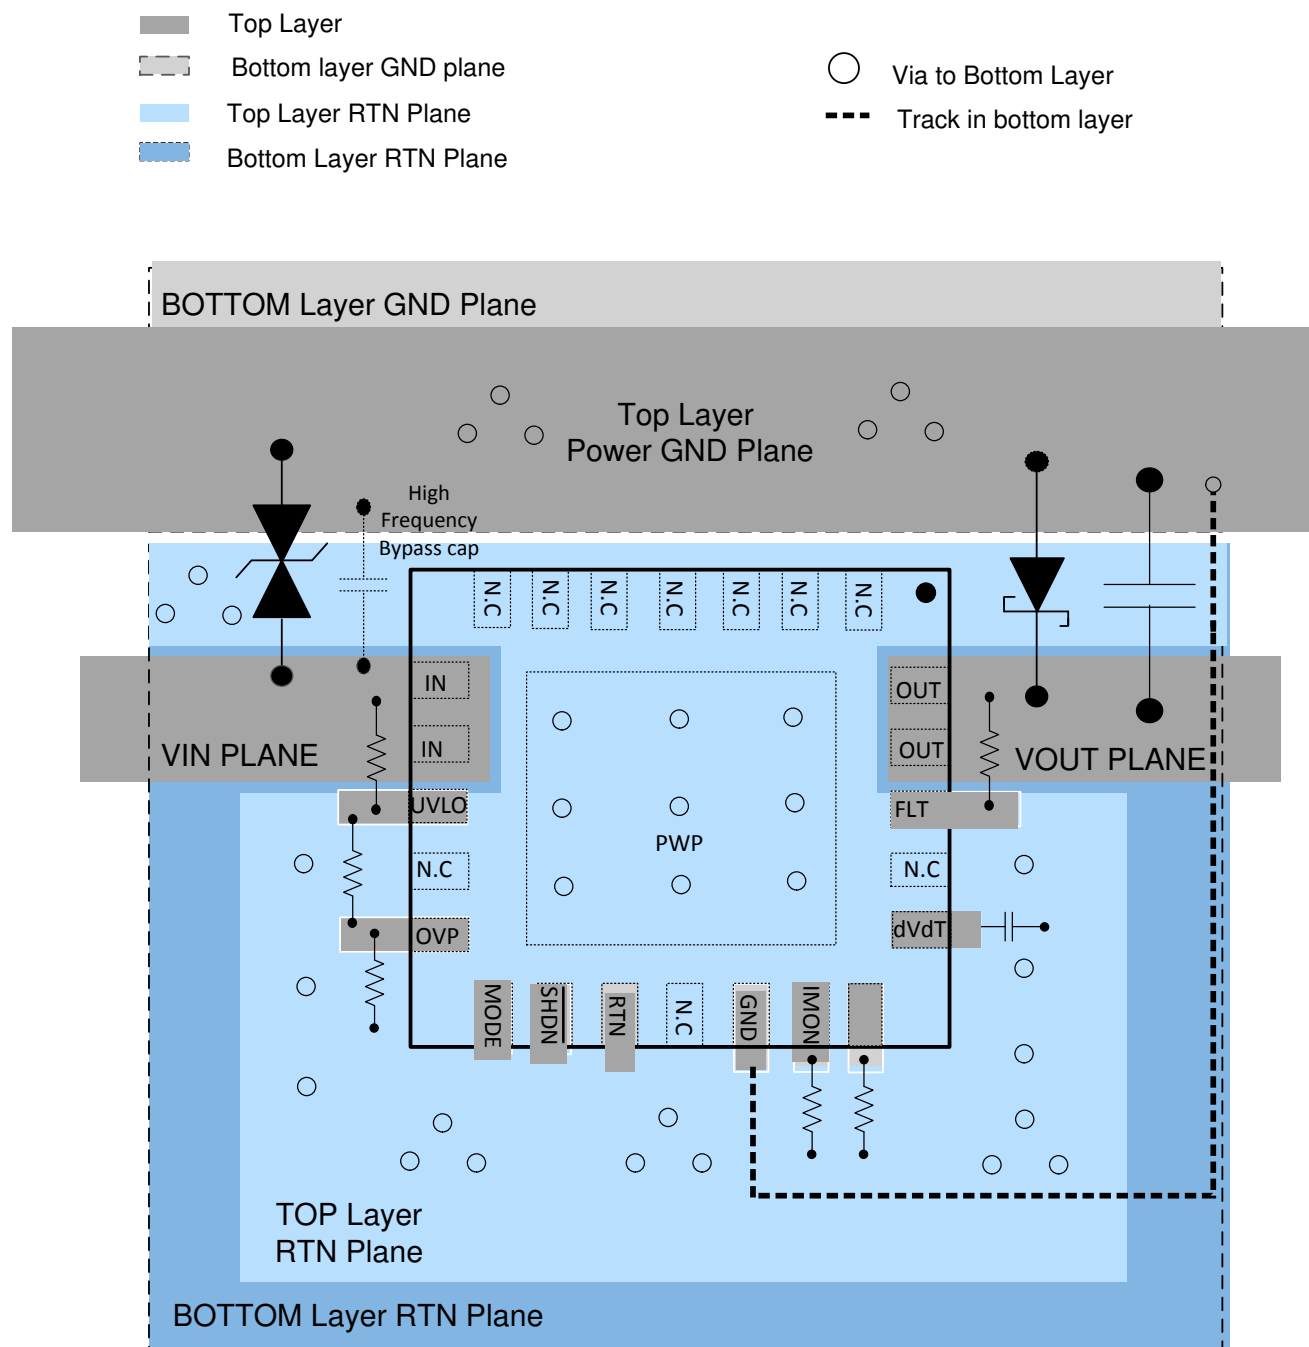 Top Layer
Bottom layer GND plane
Top Layer RTN Plane
Bottom Layer RTN Plane
Via to Bottom Layer
Track in bottom layer
BOTTOM Layer GND Plane
Top Layer
Power GND Plane
High
Frequency
Bypass cap
N.C
N.C
N.C
N.C
N.C
N.C
N.C
IN
OUT
IN
OUT
VIN PLANE
VOUT PLANE
UVLO
FLT
PWP
N.C
N.C
OVP
dVdT
MODE
SHDN
RTN
N.C
GND
IMON
TOP Layer
RTN Plane
BOTTOM Layer RTN Plane